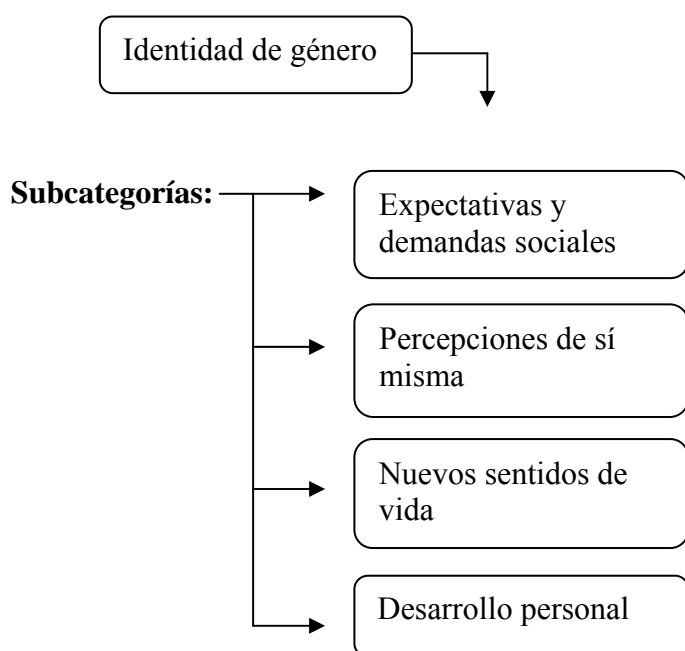 Identidad de género
Subcategorías:
Expectativas y
demandas sociales
Percepciones de sí
misma
Nuevos sentidos de
vida
Desarrollo personal